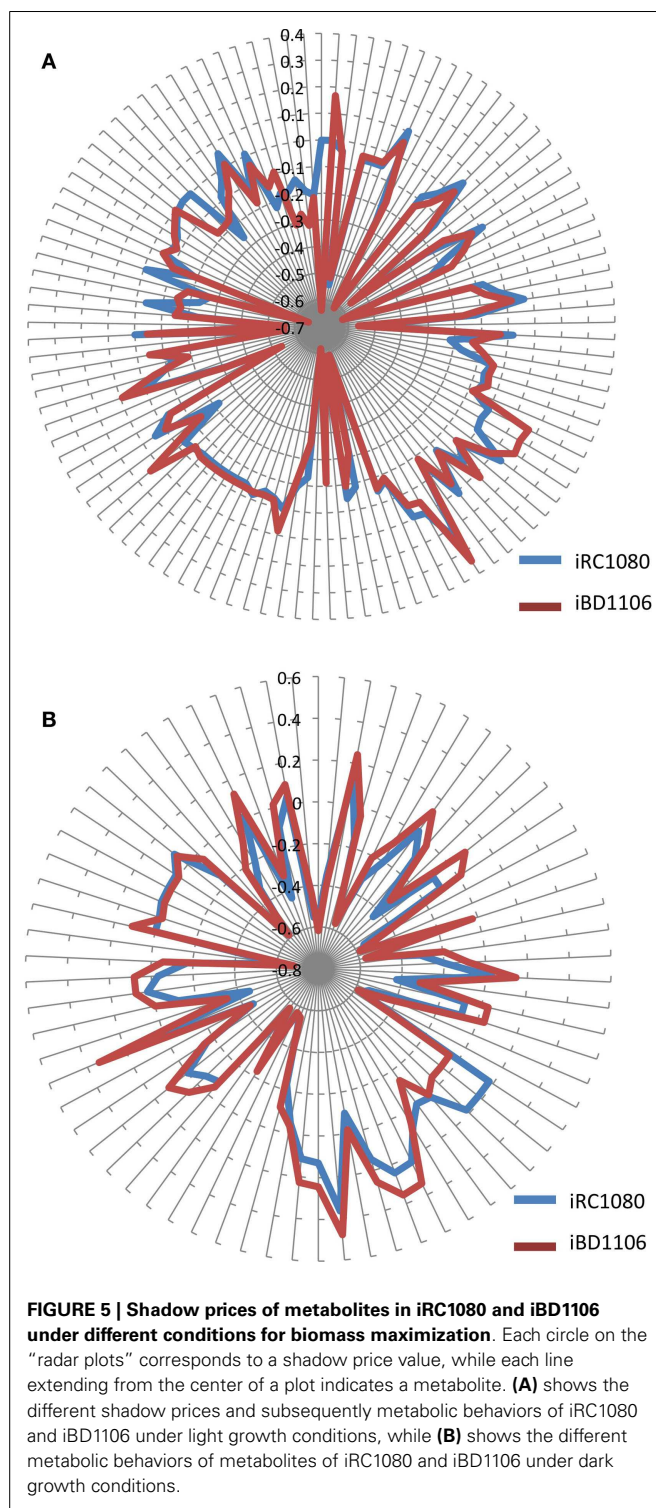 A
0.4
0.3
0.2
0.1
0
-0.1
-0.2
-0.3
-0.4
-0.5
-0.6
-0.7
iRC1080
iBD1106
B
0.6
0.4
0.2
0
-0.2
-0.4
-0.6
-0.8
iRC1080
iBD1106
FIGURE 5 | Shadow prices of metabolites in iRC1080 and iBD1106
under different conditions for biomass maximization. Each circle on the
“radar plots” corresponds to a shadow price value, while each line
extending from the center of a plot indicates a metabolite. (A) shows the
different shadow prices and subsequently metabolic behaviors of iRC1080
and iBD1106 under light growth conditions, while (B) shows the different
metabolic behaviors of metabolites of iRC1080 and iBD1106 under dark
growth conditions.